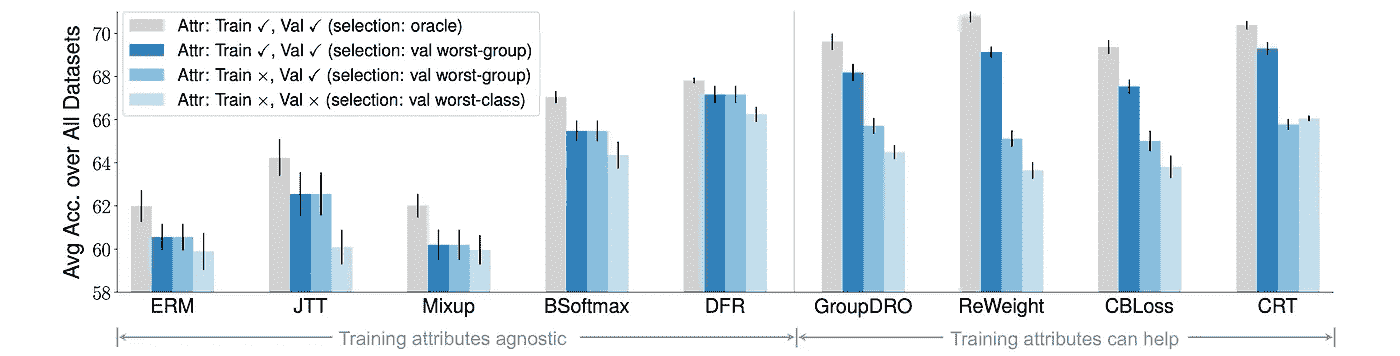 Avg Acc. over All Datasets
70
68
66
64
62
60
58
Attr: Train ✓, Val ✓ (selection: oracle)
Attr: Train ✓, Val ✓ (selection: val worst-group)
Attr: Train ×, Val ✓ (selection: val worst-group)
Attr: Train ×, Val × (selection: val worst-class)
ERM JTT Mixup BSoftmax DFR GroupDRO ReWeight CBLoss CRT
Training attributes agnostic Training attributes can help